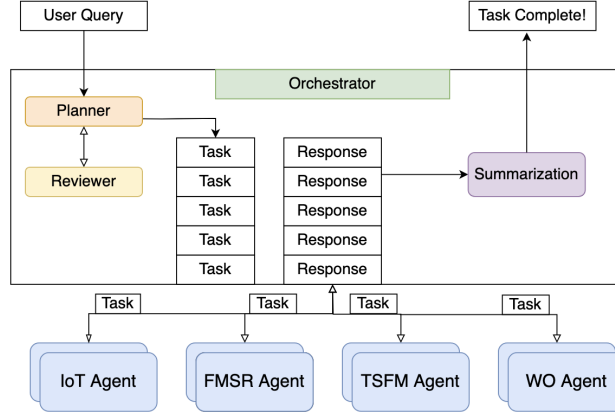 User Query
Task Complete!
Orchestrator
Planner
Reviewer
Task
Task
Task
Task
Task
Response
Response
Response
Response
Response
Summarization
Task
Task
Task
Task
IoT Agent
FMSR Agent
TSFM Agent
WO Agent